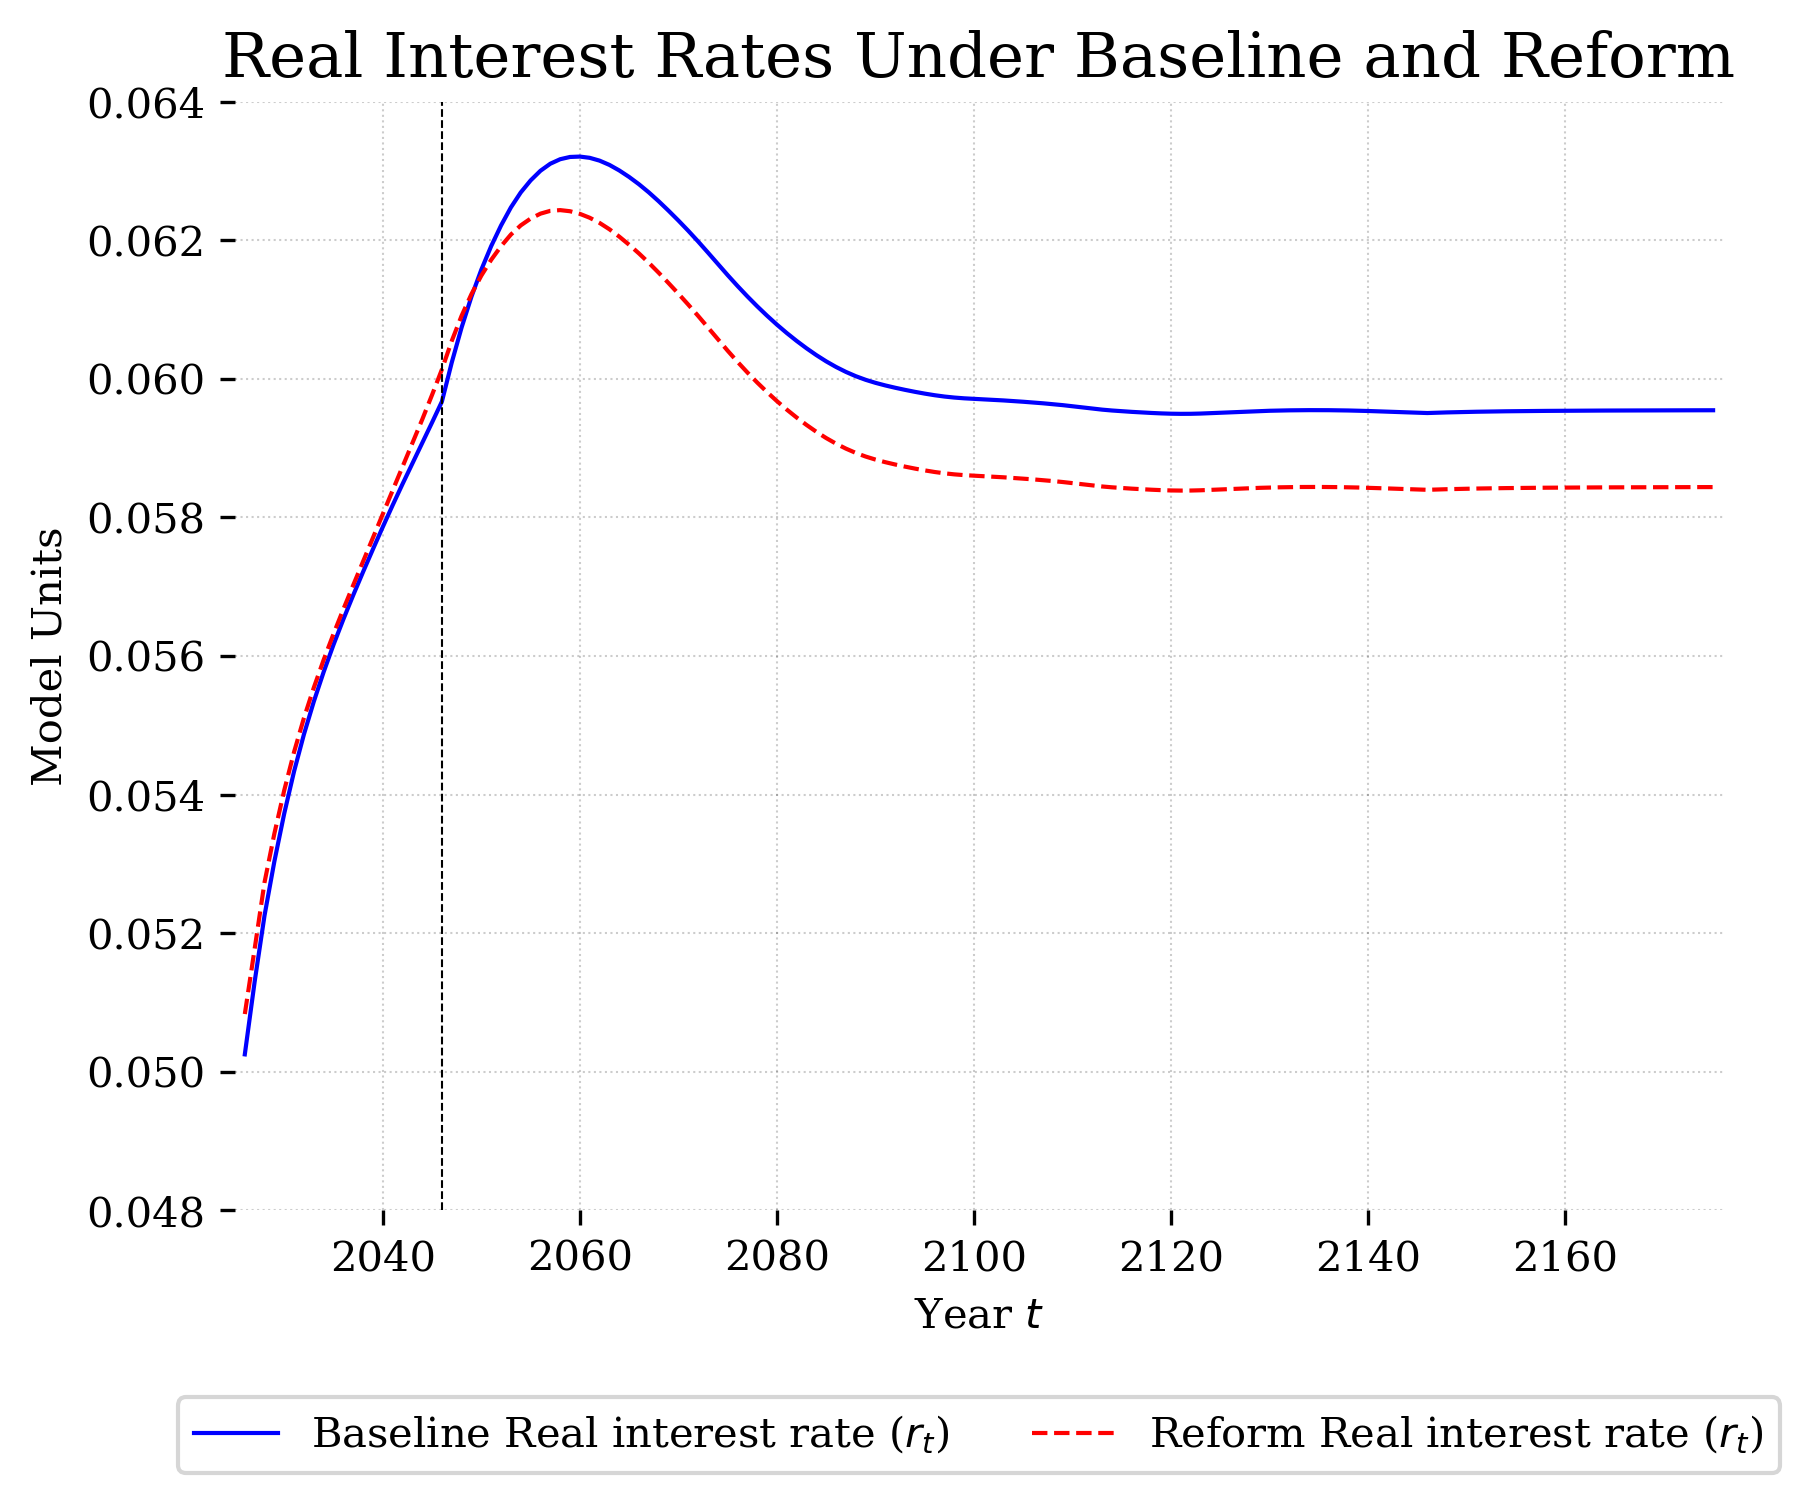 Real Interest Rates Under Baseline and Reform
0.064
0.062
0.060
0.058
0.056
0.054
0.052
0.050
0.048
Model Units
2040 2060 2080 2100 2120 2140 2160
Year t
Baseline Real interest rate (r_t) Reform Real interest rate (r_t)